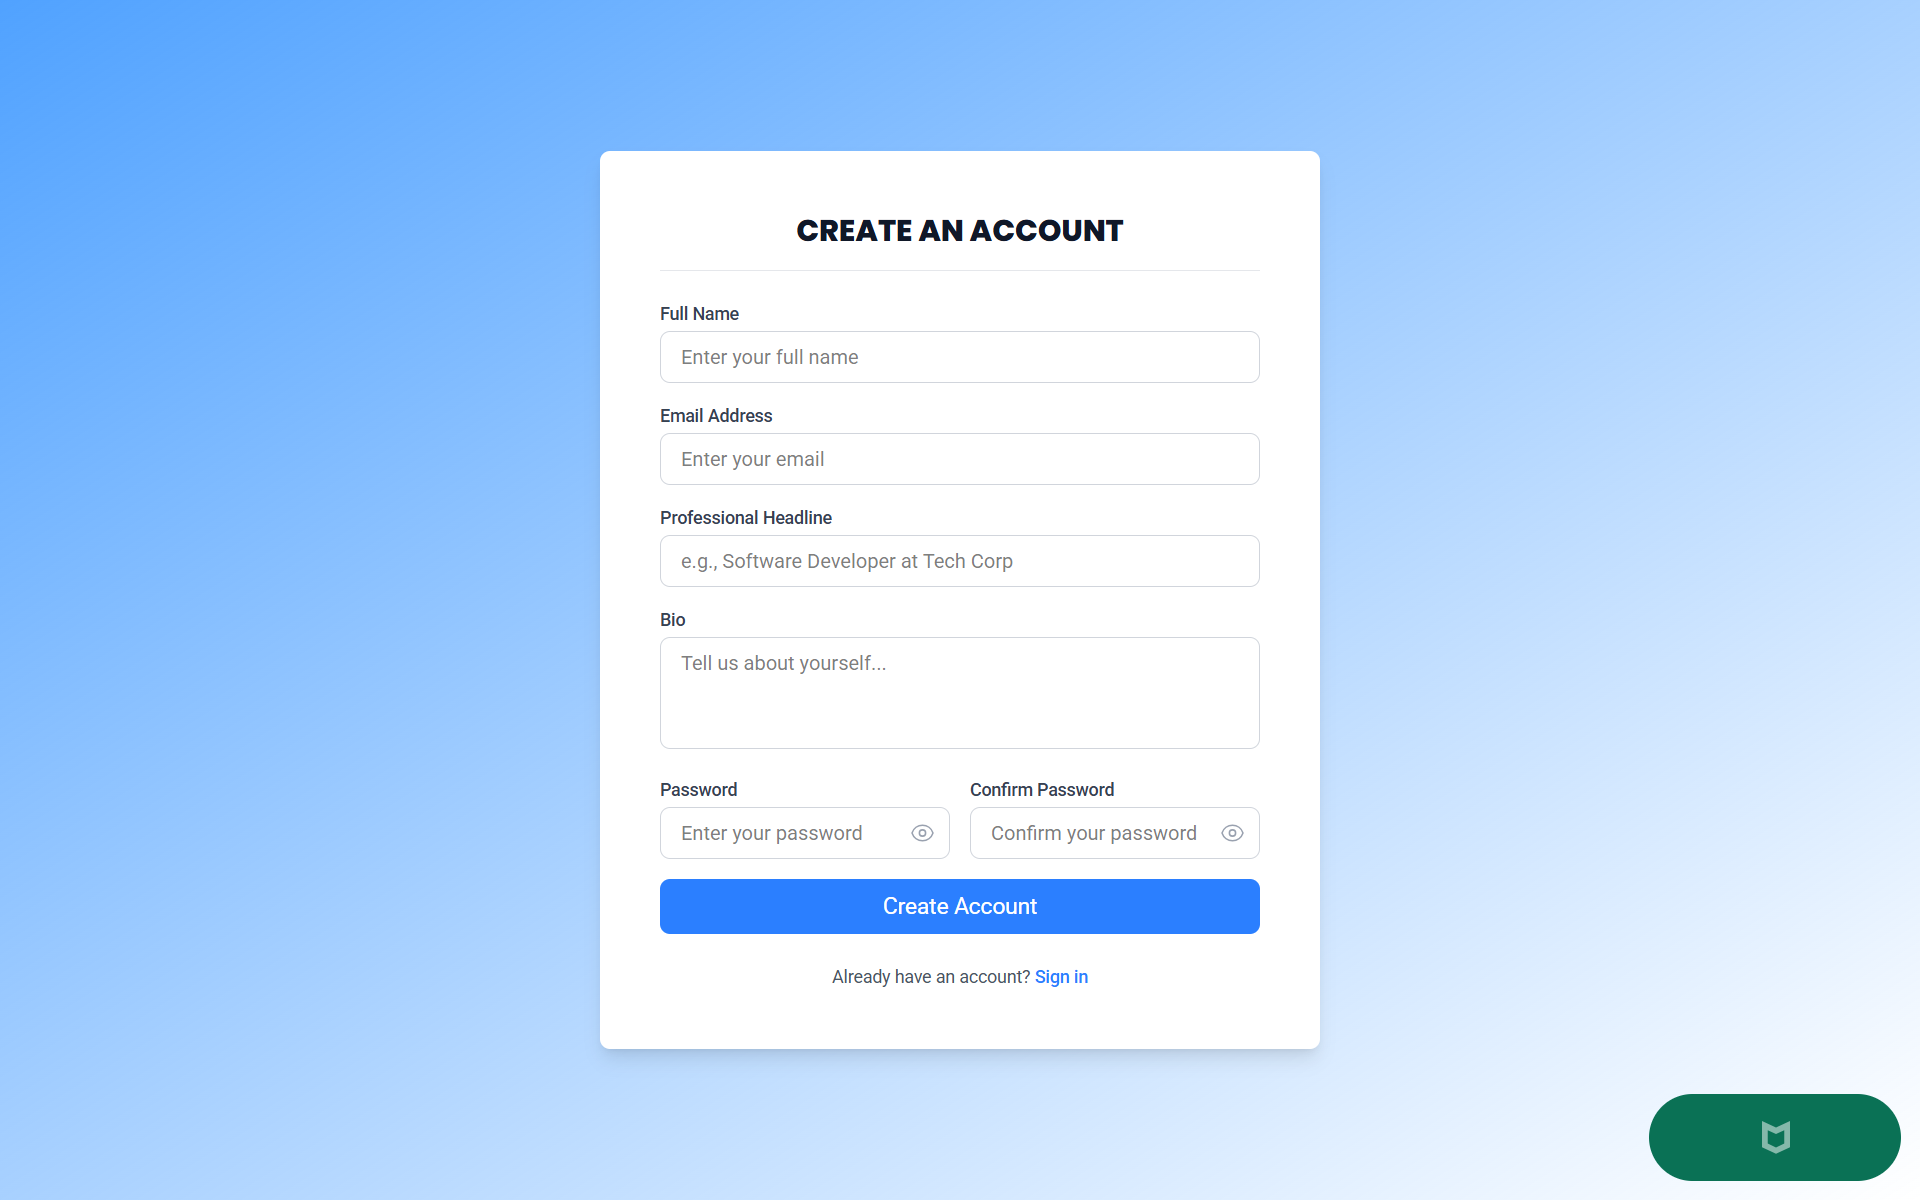 CREATE AN ACCOUNT
Full Name
Enter your full name
Email Address
Enter your email
Professional Headline
e.g., Software Developer at Tech Corp
Bio
Tell us about yourself...
Password
Enter your password
Confirm Password
Confirm your password
Create Account
Already have an account? Sign in